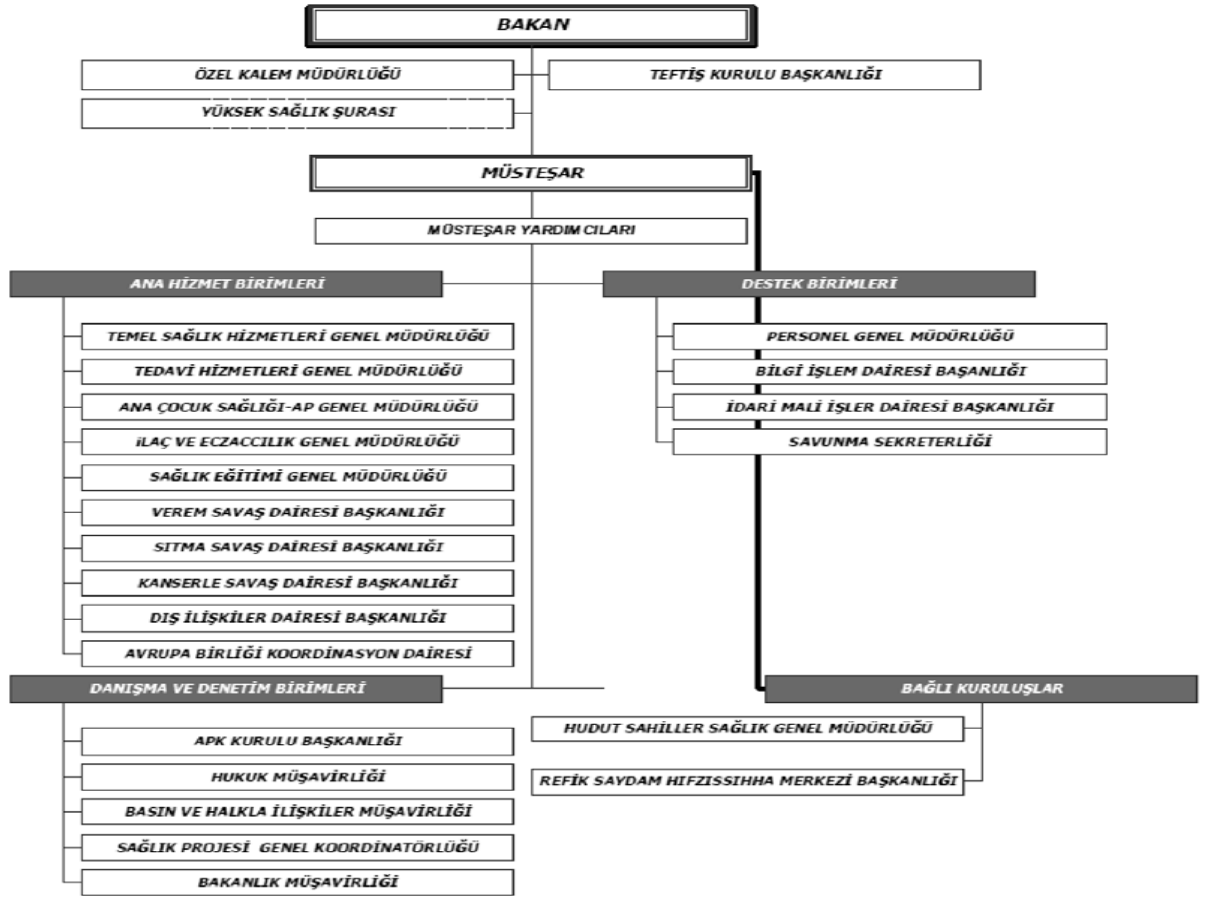 BAKAN
ÖZEL KALEM MÜDÜRLÜĞÜ
TEFTİŞ KURULU BAŞKANLIĞI
YÜKSEK SAĞLIK ŞURASI
MÜSTEŞAR
MÜSTEŞAR YARDIMCILARI
ANA HİZMET BİRİMLERİ
DESTEK BİRİMLERİ
TEMEL SAĞLIK HİZMETLERİ GENEL MÜDÜRLÜĞÜ
TEDAVİ HİZMETLERİ GENEL MÜDÜRLÜĞÜ
ANA ÇOCUK SAĞLIĞI-AP GENEL MÜDÜRLÜĞÜ
iLAÇ VE ECZACCILIK GENEL MÜDÜRLÜĞÜ
SAĞLIK EĞİTİMİ GENEL MÜDÜRLÜĞÜ
VEREM SAVAŞ DAİRESİ BAŞKANLIĞI
SITMA SAVAŞ DAİRESİ BAŞKANLIĞI
KANSERLE SAVAŞ DAİRESİ BAŞKANLIĞI
DIŞ İLİŞKİLER DAİRESİ BAŞKANLIĞI
AVRUPA BİRLİĞİ KOORDİNASYON DAİRESİ
PERSONEL GENEL MÜDÜRLÜĞÜ
BİLGİ İŞLEM DAİRESİ BAŞANLIĞI
İDARİ MALİ İŞLER DAİRESİ BAŞKANLIĞI
SAVUNMA SEKRETERLİĞİ
DANIŞMA VE DENETİM BİRİMLERİ
BAĞLI KURULUŞLAR
APK KURULU BAŞKANLIĞI
HUKUK MÜŞAVİRLİĞİ
BASIN VE HALKLA İLİŞKİLER MÜŞAVİRLİĞİ
SAĞLIK PROJESİ GENEL KOORDİNATÖRLÜĞÜ
BAKANLIK MÜŞAVİRLİĞİ
HUDUT SAHİLLER SAĞLIK GENEL MÜDÜRLÜĞÜ
REFİK SAYDAM HIFZISSIHHA MERKEZİ BAŞKANLIĞI